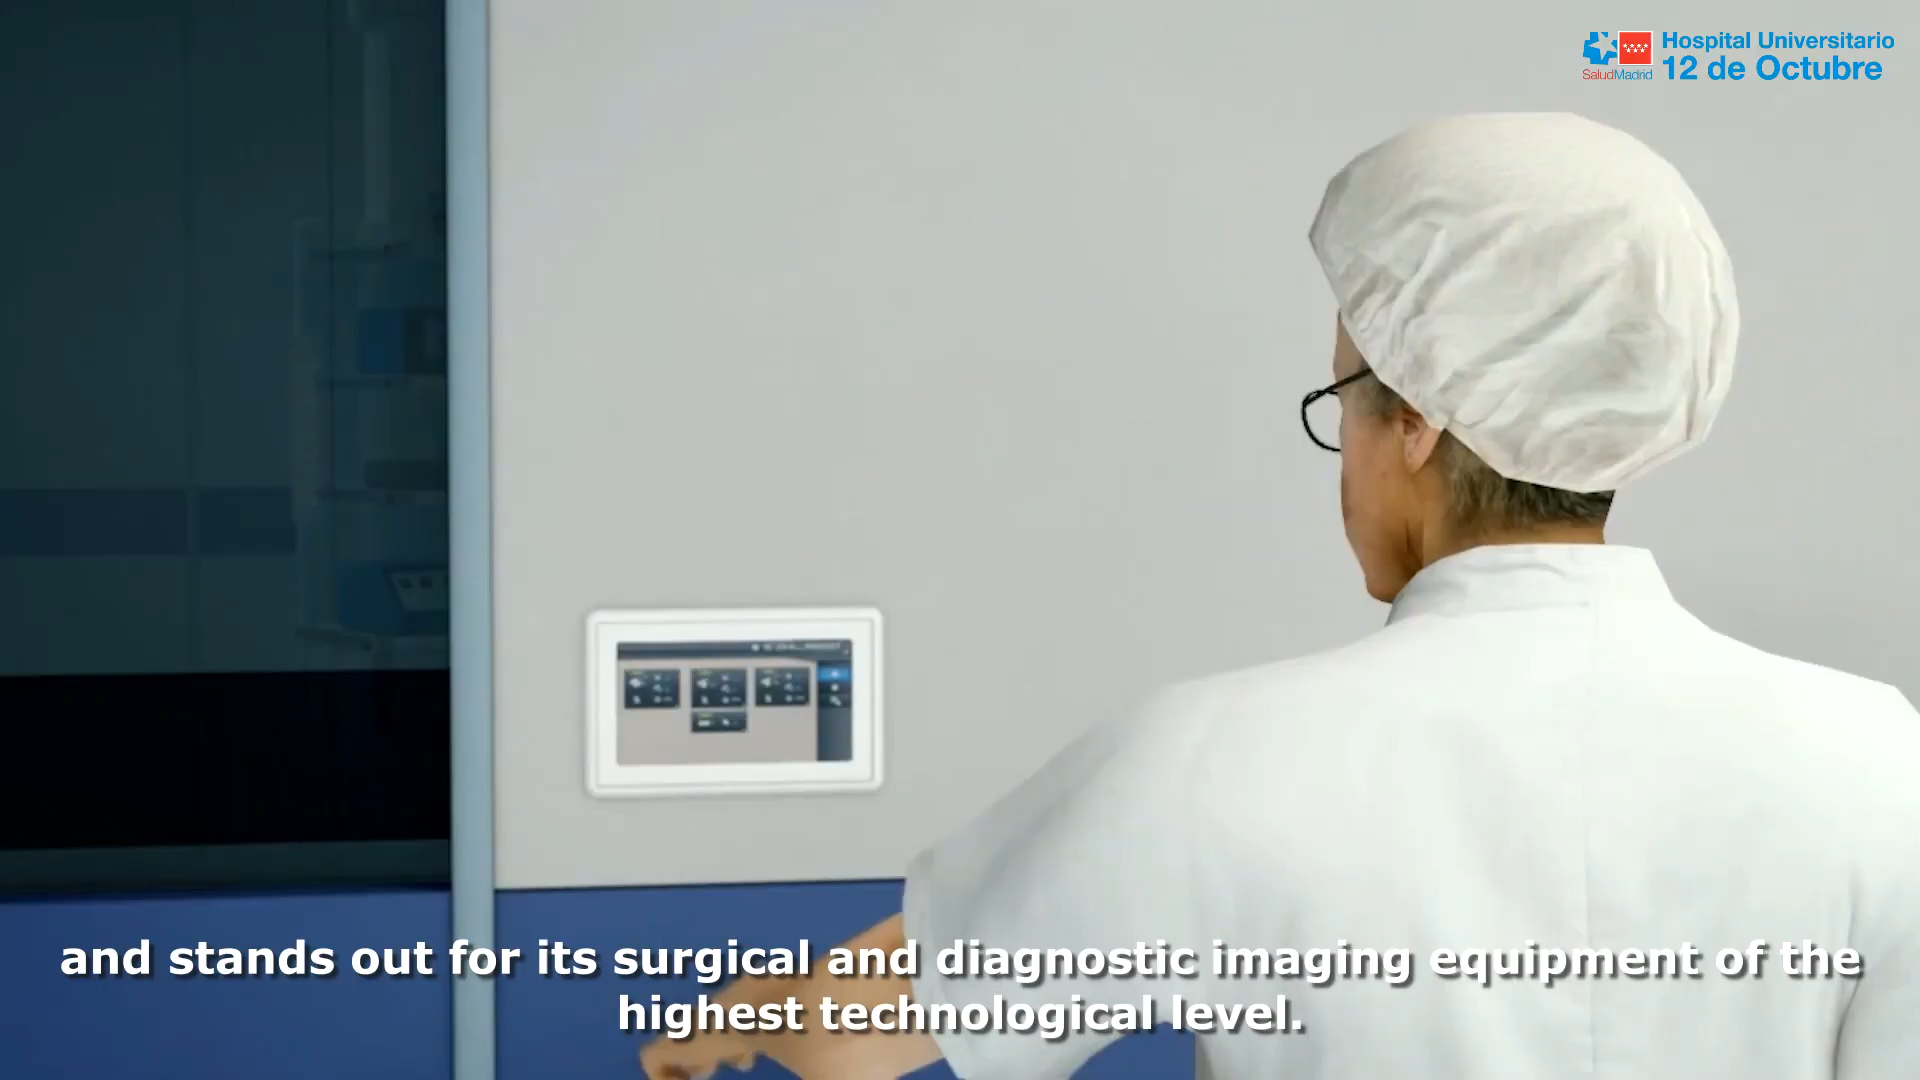 Hospital Universitario
SaludMadrid 12 de Octubre
and stands out for its surgical and diagnostic imaging equipment of the
highest technological level.